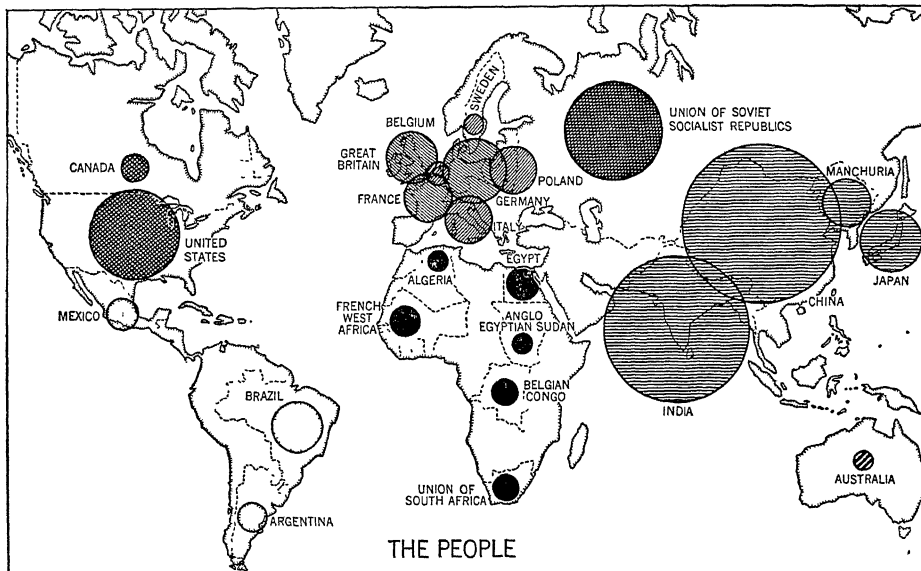 SWEDEN
BELGIUM
UNION OF SOVIET
SOCIALIST REPUBLICS
GREAT
BRITAIN
CANADA
MANCHURIA
POLAND
FRANCE
GERMANY
ITALY
UNITED
STATES
EGYPT
ALGERIA
JAPAN
FRENCH
WEST
AFRICA
ANGLO
EGYPTIAN SUDAN
CHINA
MEXICO
BRAZIL
BELGIAN
CONGO
INDIA
AUSTRALIA
UNION OF
SOUTH AFRICA
ARGENTINA
THE PEOPLE